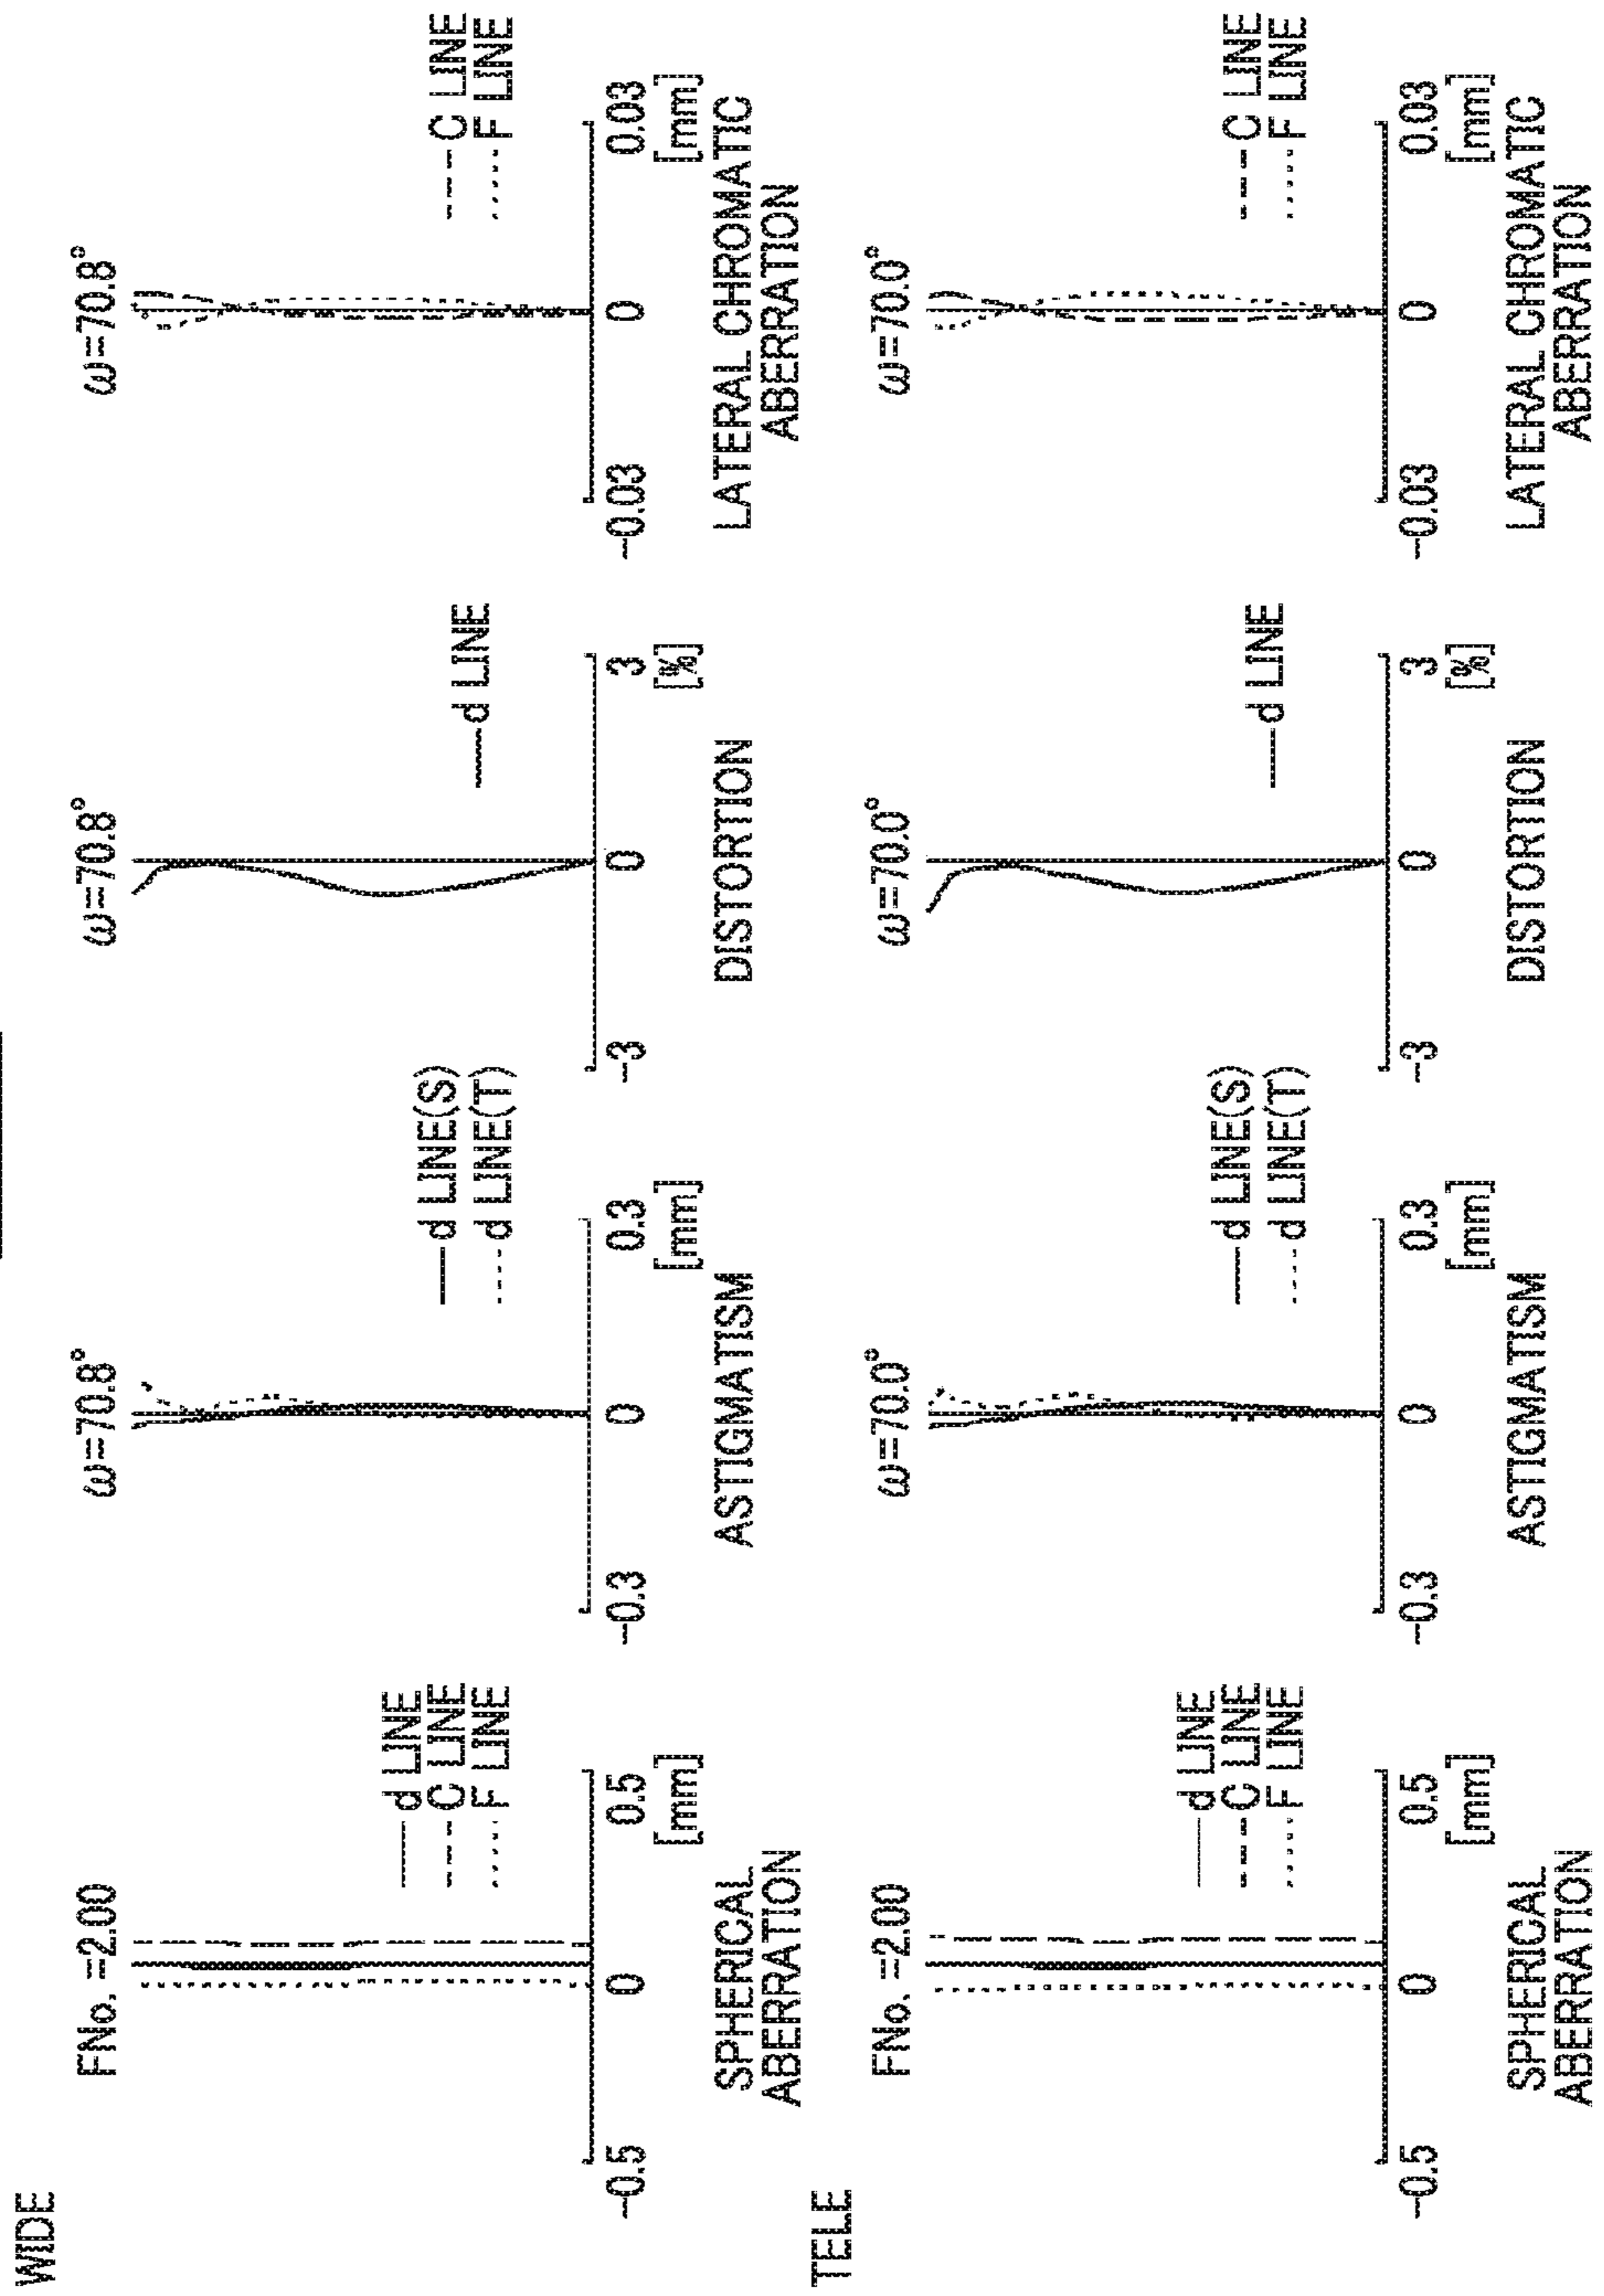 WIDE
FNo. =2.00
d LINE
C LINE
F LINE
-0.5 0 0.5
[mm]
SPHERICAL
ABERRATION
ω=70.8°
d LINE(S)
d LINE(T)
-0.3 0 0.3
[mm]
ASTIGMATISM
ω=70.8°
d LINE
-3 0 3
[%]
DISTORTION
ω=70.8°
C LINE
F LINE
-0.03 0 0.03
[mm]
LATERAL CHROMATIC
ABERRATION
TELE
FNo. =2.00
d LINE
C LINE
F LINE
-0.5 0 0.5
[mm]
SPHERICAL
ABERRATION
ω=70.0°
d LINE(S)
d LINE(T)
-0.3 0 0.3
[mm]
ASTIGMATISM
ω=70.0°
d LINE
-3 0 3
[%]
DISTORTION
ω=70.0°
C LINE
F LINE
-0.03 0 0.03
[mm]
LATERAL CHROMATIC
ABERRATION